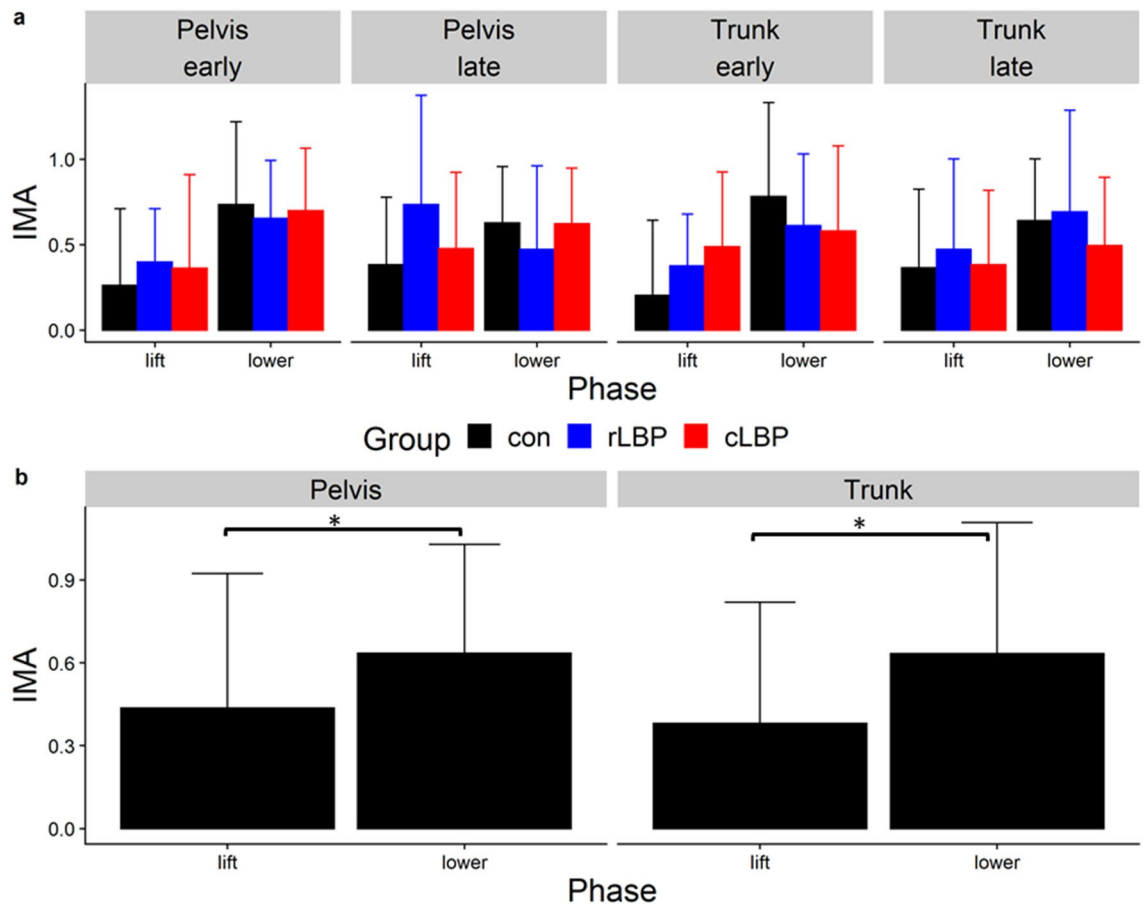 a
Pelvis early
Pelvis late
Trunk early
Trunk late
IMA
1.0
0.5
0.0
lift lower lift lower lift lower lift lower
Phase
Group con rLBP cLBP
b
Pelvis Trunk
* *
IMA
0.9
0.6
0.3
0.0
lift lower lift lower
Phase